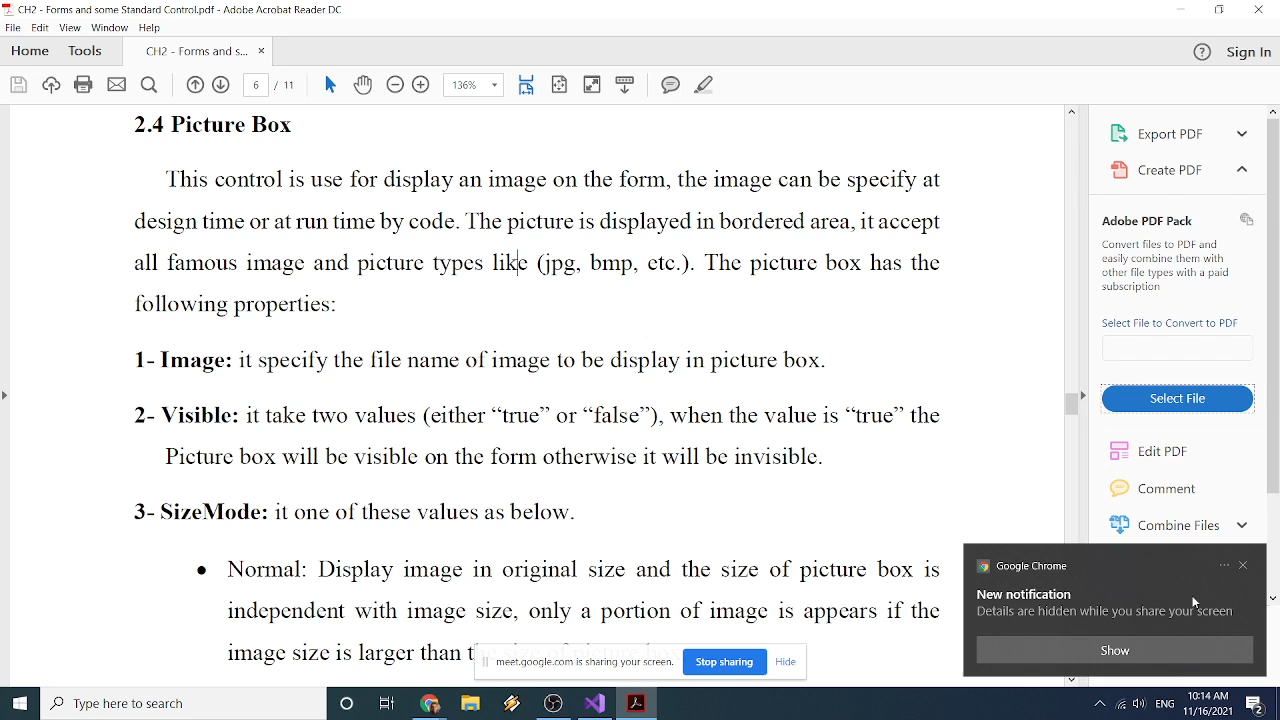 CH2 - Forms and some Standard Control.pdf - Adobe Acrobat Reader DC
File Edit View Window Help
Home Tools CH2 - Forms and s... × Sign In
6 / 11 136%
2.4 Picture Box
This control is use for display an image on the form, the image can be specify at
design time or at run time by code. The picture is displayed in bordered area, it accept
all famous image and picture types like (jpg, bmp, etc.). The picture box has the
following properties:
1- Image: it specify the file name of image to be display in picture box.
2- Visible: it take two values (either “true” or “false”), when the value is “true” the
Picture box will be visible on the form otherwise it will be invisible.
3- SizeMode: it one of these values as below.
● Normal: Display image in original size and the size of picture box is
independent with image size, only a portion of image is appears if the
image size is larger than the size of picture box
meet.google.com is sharing your screen. Stop sharing Hide
Export PDF
Create PDF
Adobe PDF Pack
Convert files to PDF and
easily combine them with
other file types with a paid
subscription
Select File to Convert to PDF
Select File
Edit PDF
Comment
Combine Files
Google Chrome
New notification
Details are hidden while you share your screen
Show
Type here to search
ENG 10:14 AM
11/16/2021 2